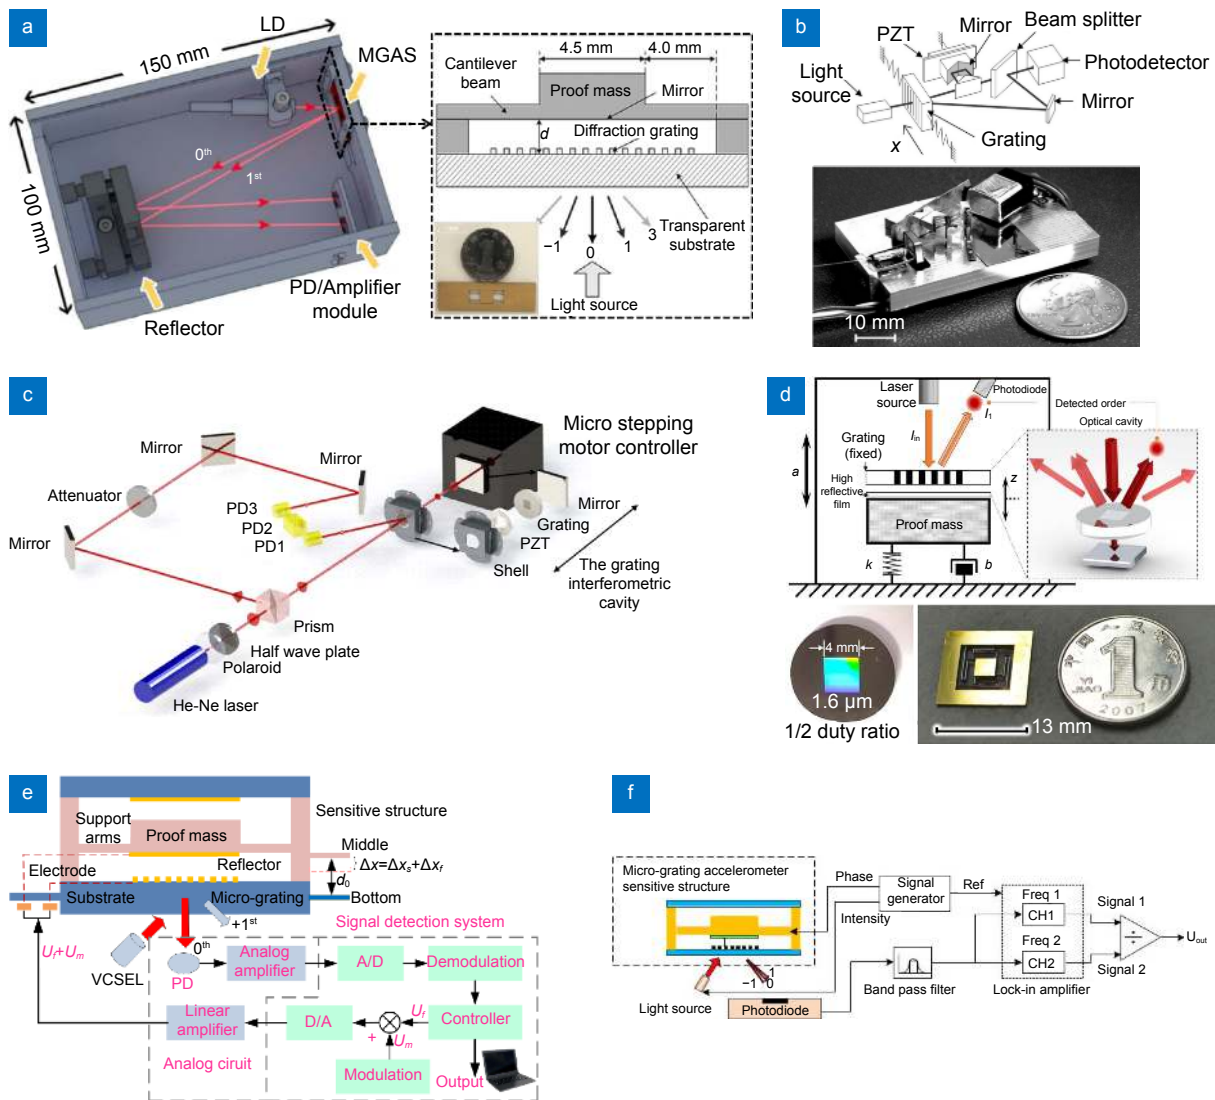 a
LD
150 mm
MGAS
100 mm
0th
1st
Reflector
PD/Amplifier
module
4.5 mm
4.0 mm
Cantilever
beam
Proof mass
Mirror
d
Diffraction grating
Transparent
substrate
−1
0
1
3
Light source
b
PZT
Mirror
Beam splitter
Light
source
Photodetector
Mirror
Grating
x
10 mm
c
Micro stepping
motor controller
Mirror
Mirror
Attenuator
PD3
PD2
PD1
Mirror
Mirror
Grating
PZT
Shell
The grating
interferometric
cavity
Prism
Half wave plate
Polaroid
He-Ne laser
d
Laser
source
Photodiode
I1
Iin
Detected order
Optical cavity
Grating
(fixed)
a
High
reflective
film
z
Proof mass
k
b
4 mm
1.6 μm
1/2 duty ratio
YI
JIAO
1
角
2007
13 mm
e
Support
arms
Proof mass
Sensitive structure
Middle
Reflector
Δx=Δxs+Δxf
d0
Electrode
Substrate
Micro-grating
Bottom
+1st
Signal detection system
Uf+Um
VCSEL
0th
PD
Analog
amplifier
A/D
Demodulation
Linear
amplifier
D/A
Uf
Controller
+
Um
Analog ciruit
Modulation
Output
f
Micro-grating accelerometer
sensitive structure
Phase
Intensity
Signal
generator
Ref
Freq 1
CH1
Signal 1
÷
Uout
Freq 2
CH2
Signal 2
−1
0
1
Light source
Photodiode
Band pass filter
Lock-in amplifier